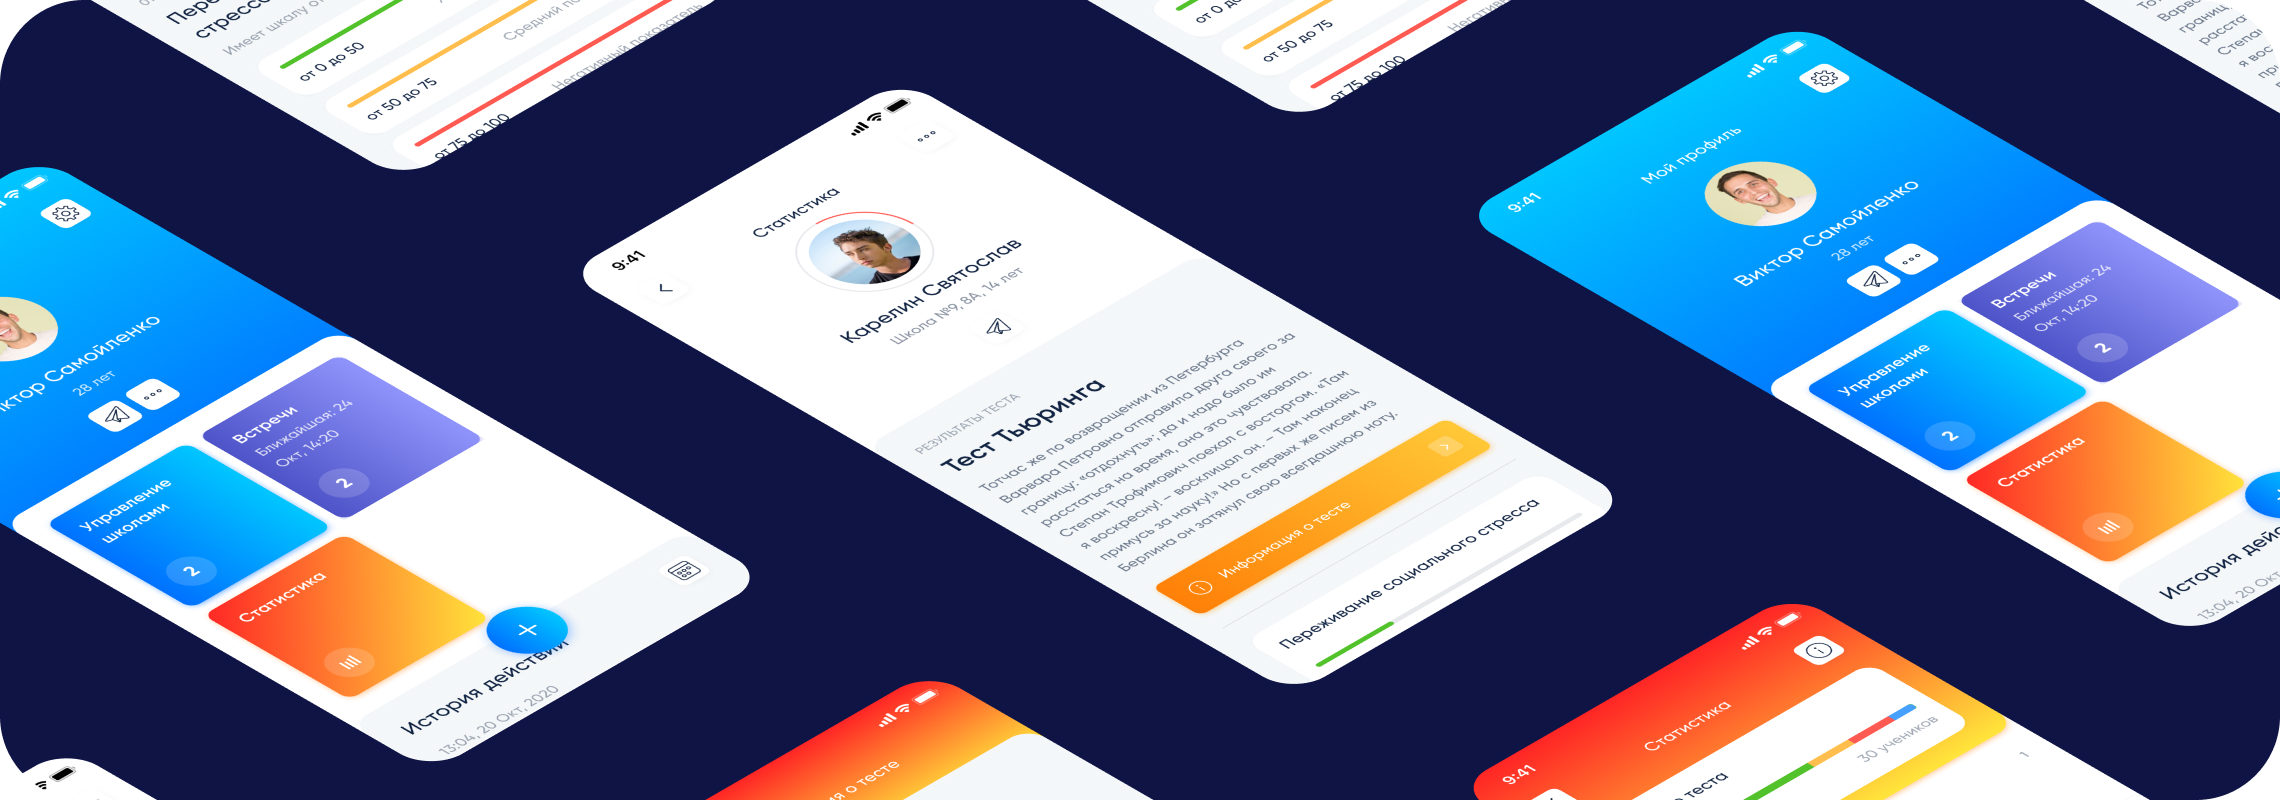 стресса
Имеет шкалу от
от 0 до 50
Средний по
от 50 до 75
Негативный показатель
от 75 до 100
от 0 до
от 50 до 75
от 75 до 100
Виктор Самойленко
28 лет
Встречи
Ближайшая: 24
Окт, 14:20
2
Управление
школами
2
Статистика
История действий
13:04, 20 Окт, 2020
9:41
Статистика
Карелин Святослав
Школа №9, 8А, 14 лет
РЕЗУЛЬТАТЫ ТЕСТА
Тест Тьюринга
Тотчас же по возвращении из Петербурга
Варвара Петровна отправила друга своего за
границу: «отдохнуть»; да и надо было им
расстаться на время, она это чувствовала.
Степан Трофимович поехал с восторгом. «Там
я воскресну! – восклицал он. – Там наконец
примусь за науку!» Но с первых же писем из
Берлина он затянул свою всегдашнюю ноту.
Информация о тесте
Переживание социального стресса
9:41
Мой профиль
Виктор Самойленко
28 лет
Встречи
Ближайшая: 24
Окт, 14:20
2
Управление
школами
2
Статистика
История дейс
13:04, 20 Окт
о тесте
9:41
Статистика
30 учеников
теста
1
Варва
границ
расста
Степан
я вос